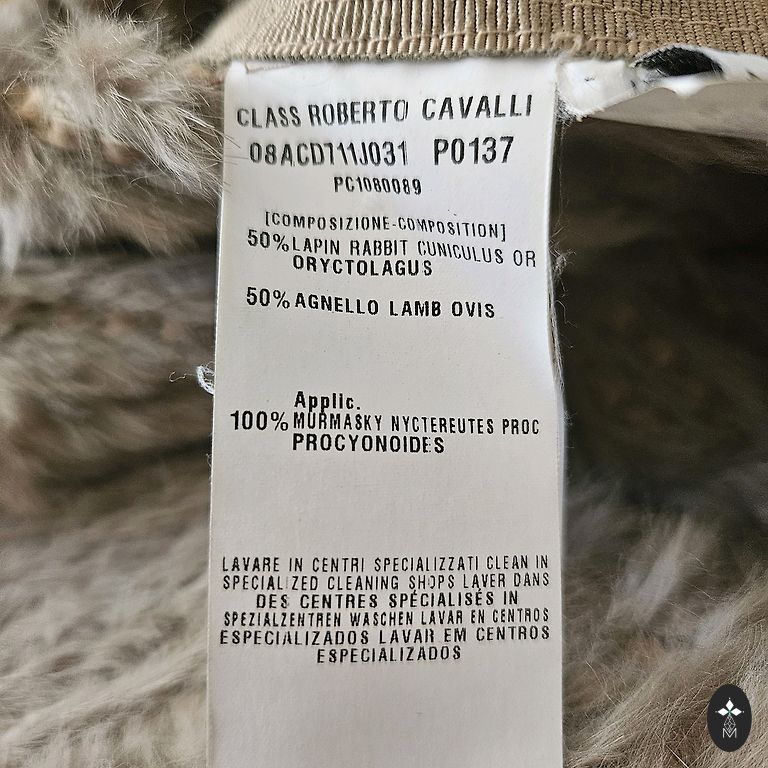 CLASS ROBERTO CAVALLI
08ACD711J031 P0137
PC1080089
[COMPOSIZIONE-COMPOSITION]
50% LAPIN RABBIT CUNICULUS OR
ORYCTOLAGUS
50% AGNELLO LAMB OVIS
Applic.
100% MURMASKY NYCTEREUTES PROC
PROCYONOIDES
LAVARE IN CENTRI SPECIALIZZATI CLEAN IN
SPECIALIZED CLEANING SHOPS LAVER DANS
DES CENTRES SPÉCIALISÉS IN
SPEZIALZENTREN WASCHEN LAVAR EN CENTROS
ESPECIALIZADOS LAVAR EM CENTROS
ESPECIALIZADOS
M